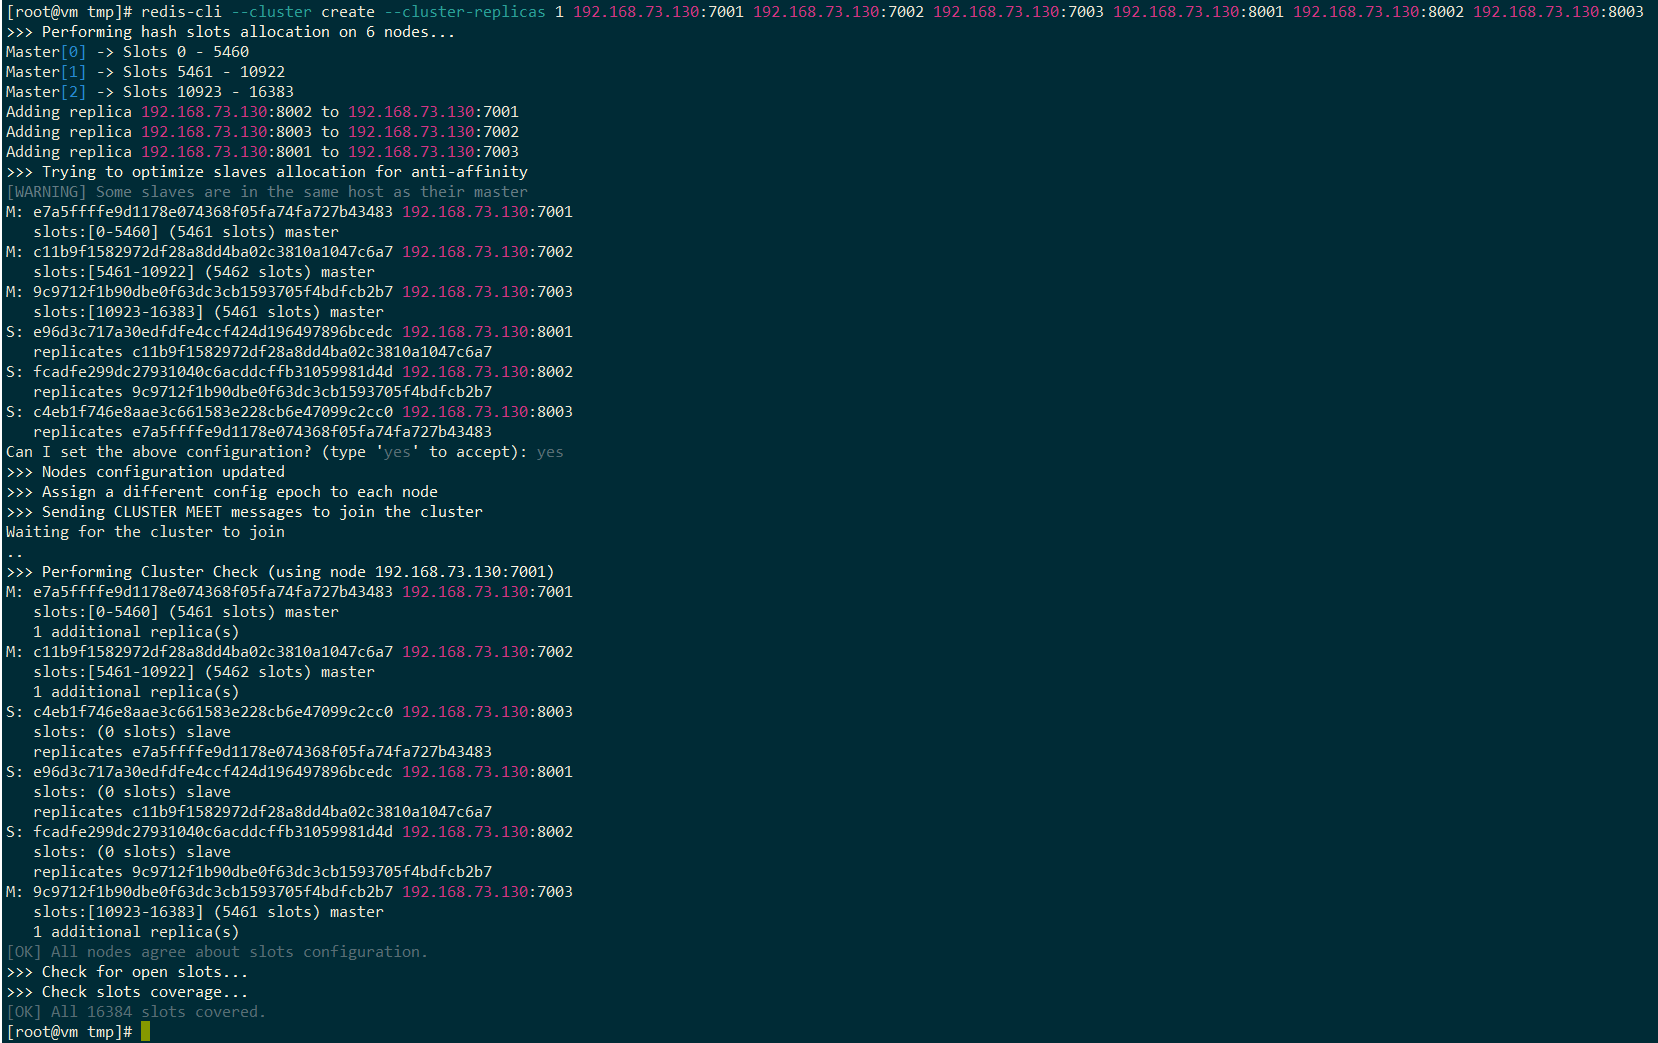 [root@vm tmp]# redis-cli --cluster create --cluster-replicas 1 192.168.73.130:7001 192.168.73.130:7002 192.168.73.130:7003 192.168.73.130:8001 192.168.73.130:8002 192.168.73.130:8003
>>> Performing hash slots allocation on 6 nodes...
Master[0] -> Slots 0 - 5460
Master[1] -> Slots 5461 - 10922
Master[2] -> Slots 10923 - 16383
Adding replica 192.168.73.130:8002 to 192.168.73.130:7001
Adding replica 192.168.73.130:8003 to 192.168.73.130:7002
Adding replica 192.168.73.130:8001 to 192.168.73.130:7003
>>> Trying to optimize slaves allocation for anti-affinity
[WARNING] Some slaves are in the same host as their master
M: e7a5ffffe9d1178e074368f05fa74fa727b43483 192.168.73.130:7001
   slots:[0-5460] (5461 slots) master
M: c11b9f1582972df28a8dd4ba02c3810a1047c6a7 192.168.73.130:7002
   slots:[5461-10922] (5462 slots) master
M: 9c9712f1b90dbe0f63dc3cb1593705f4bdfcb2b7 192.168.73.130:7003
   slots:[10923-16383] (5461 slots) master
S: e96d3c717a30edfdfe4ccf424d196497896bcedc 192.168.73.130:8001
   replicates c11b9f1582972df28a8dd4ba02c3810a1047c6a7
S: fcadfe299dc27931040c6acddcffb31059981d4d 192.168.73.130:8002
   replicates 9c9712f1b90dbe0f63dc3cb1593705f4bdfcb2b7
S: c4eb1f746e8aae3c661583e228cb6e47099c2cc0 192.168.73.130:8003
   replicates e7a5ffffe9d1178e074368f05fa74fa727b43483
Can I set the above configuration? (type 'yes' to accept): yes
>>> Nodes configuration updated
>>> Assign a different config epoch to each node
>>> Sending CLUSTER MEET messages to join the cluster
Waiting for the cluster to join
..
>>> Performing Cluster Check (using node 192.168.73.130:7001)
M: e7a5ffffe9d1178e074368f05fa74fa727b43483 192.168.73.130:7001
   slots:[0-5460] (5461 slots) master
   1 additional replica(s)
M: c11b9f1582972df28a8dd4ba02c3810a1047c6a7 192.168.73.130:7002
   slots:[5461-10922] (5462 slots) master
   1 additional replica(s)
S: c4eb1f746e8aae3c661583e228cb6e47099c2cc0 192.168.73.130:8003
   slots: (0 slots) slave
   replicates e7a5ffffe9d1178e074368f05fa74fa727b43483
S: e96d3c717a30edfdfe4ccf424d196497896bcedc 192.168.73.130:8001
   slots: (0 slots) slave
   replicates c11b9f1582972df28a8dd4ba02c3810a1047c6a7
S: fcadfe299dc27931040c6acddcffb31059981d4d 192.168.73.130:8002
   slots: (0 slots) slave
   replicates 9c9712f1b90dbe0f63dc3cb1593705f4bdfcb2b7
M: 9c9712f1b90dbe0f63dc3cb1593705f4bdfcb2b7 192.168.73.130:7003
   slots:[10923-16383] (5461 slots) master
   1 additional replica(s)
[OK] All nodes agree about slots configuration.
>>> Check for open slots...
>>> Check slots coverage...
[OK] All 16384 slots covered.
[root@vm tmp]#